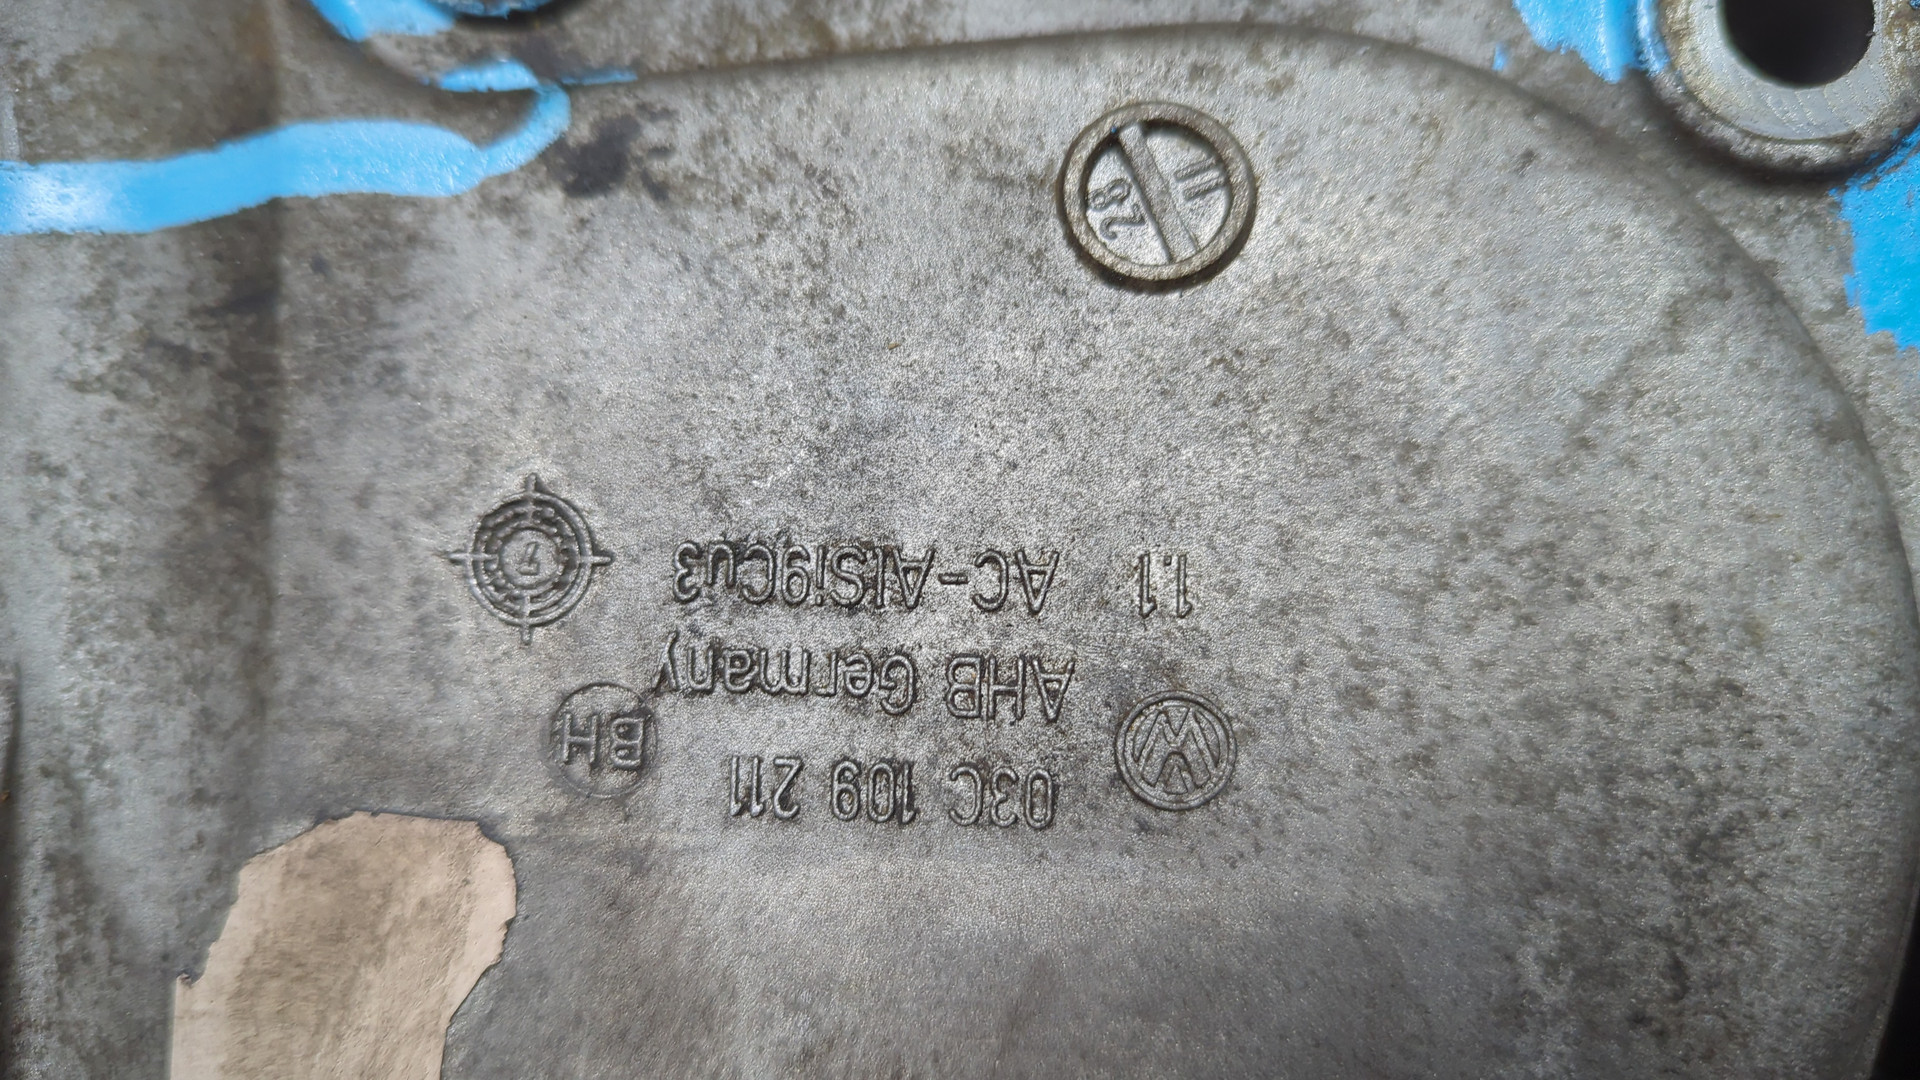 03C 109 211
BH
AHB Germany
1.1 AC-AlSi9Cu3
28
11